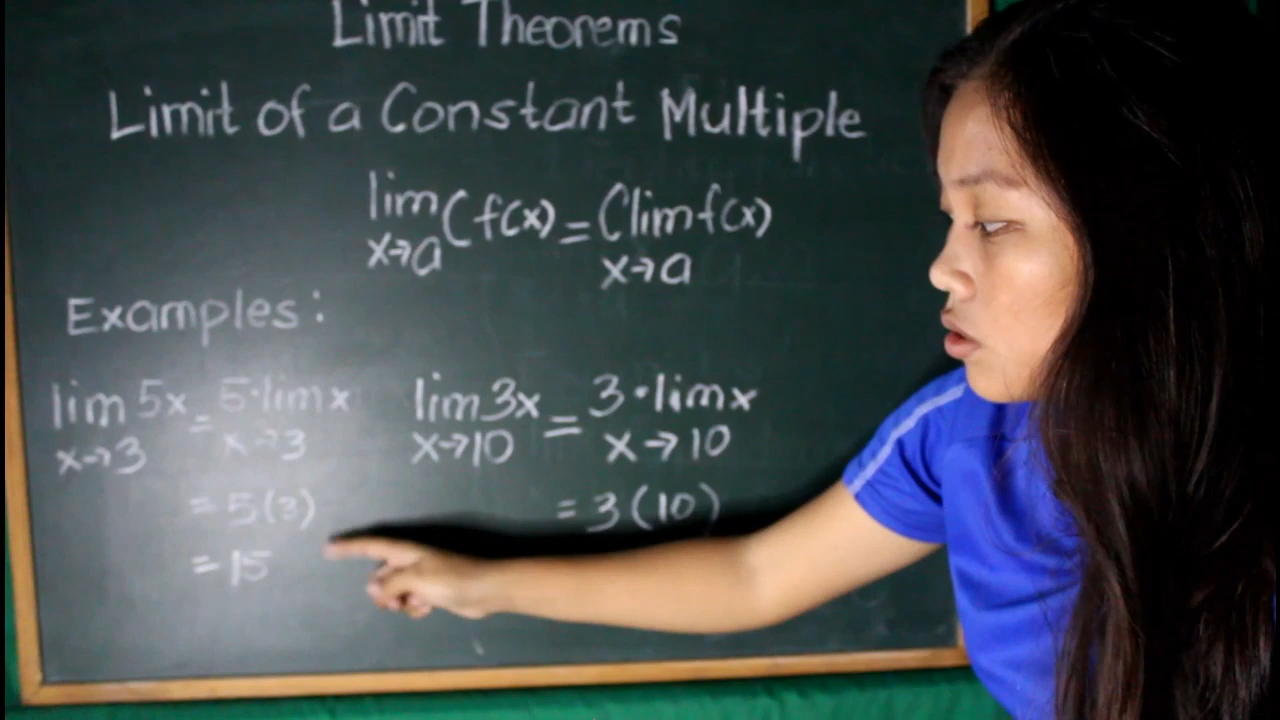 Limit Theorems
Limit of a Constant Multiple
lim C f(x) = C lim f(x)
x→a x→a
Examples:
lim 5x = 5·lim x
x→3 x→3
= 5(3)
= 15
lim 3x = 3·lim x
x→10 x→10
= 3(10)